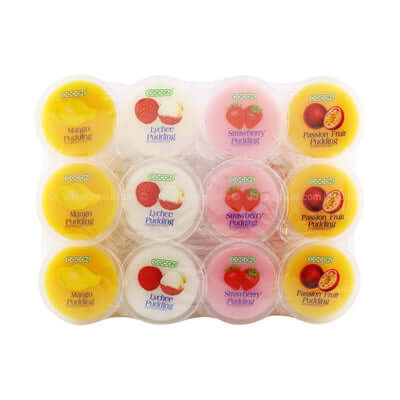 cocon
Mango
Pudding
cocon
Lychee
Pudding
cocon
Strawberry
Pudding
cocon
Passion Fruit
Pudding
cocon
Mango
Pudding
cocon
Lychee
Pudding
cocon
Strawberry
Pudding
cocon
Passion Fruit
Pudding
cocon
Mango
Pudding
cocon
Lychee
Pudding
cocon
Strawberry
Pudding
cocon
Passion Fruit
Pudding